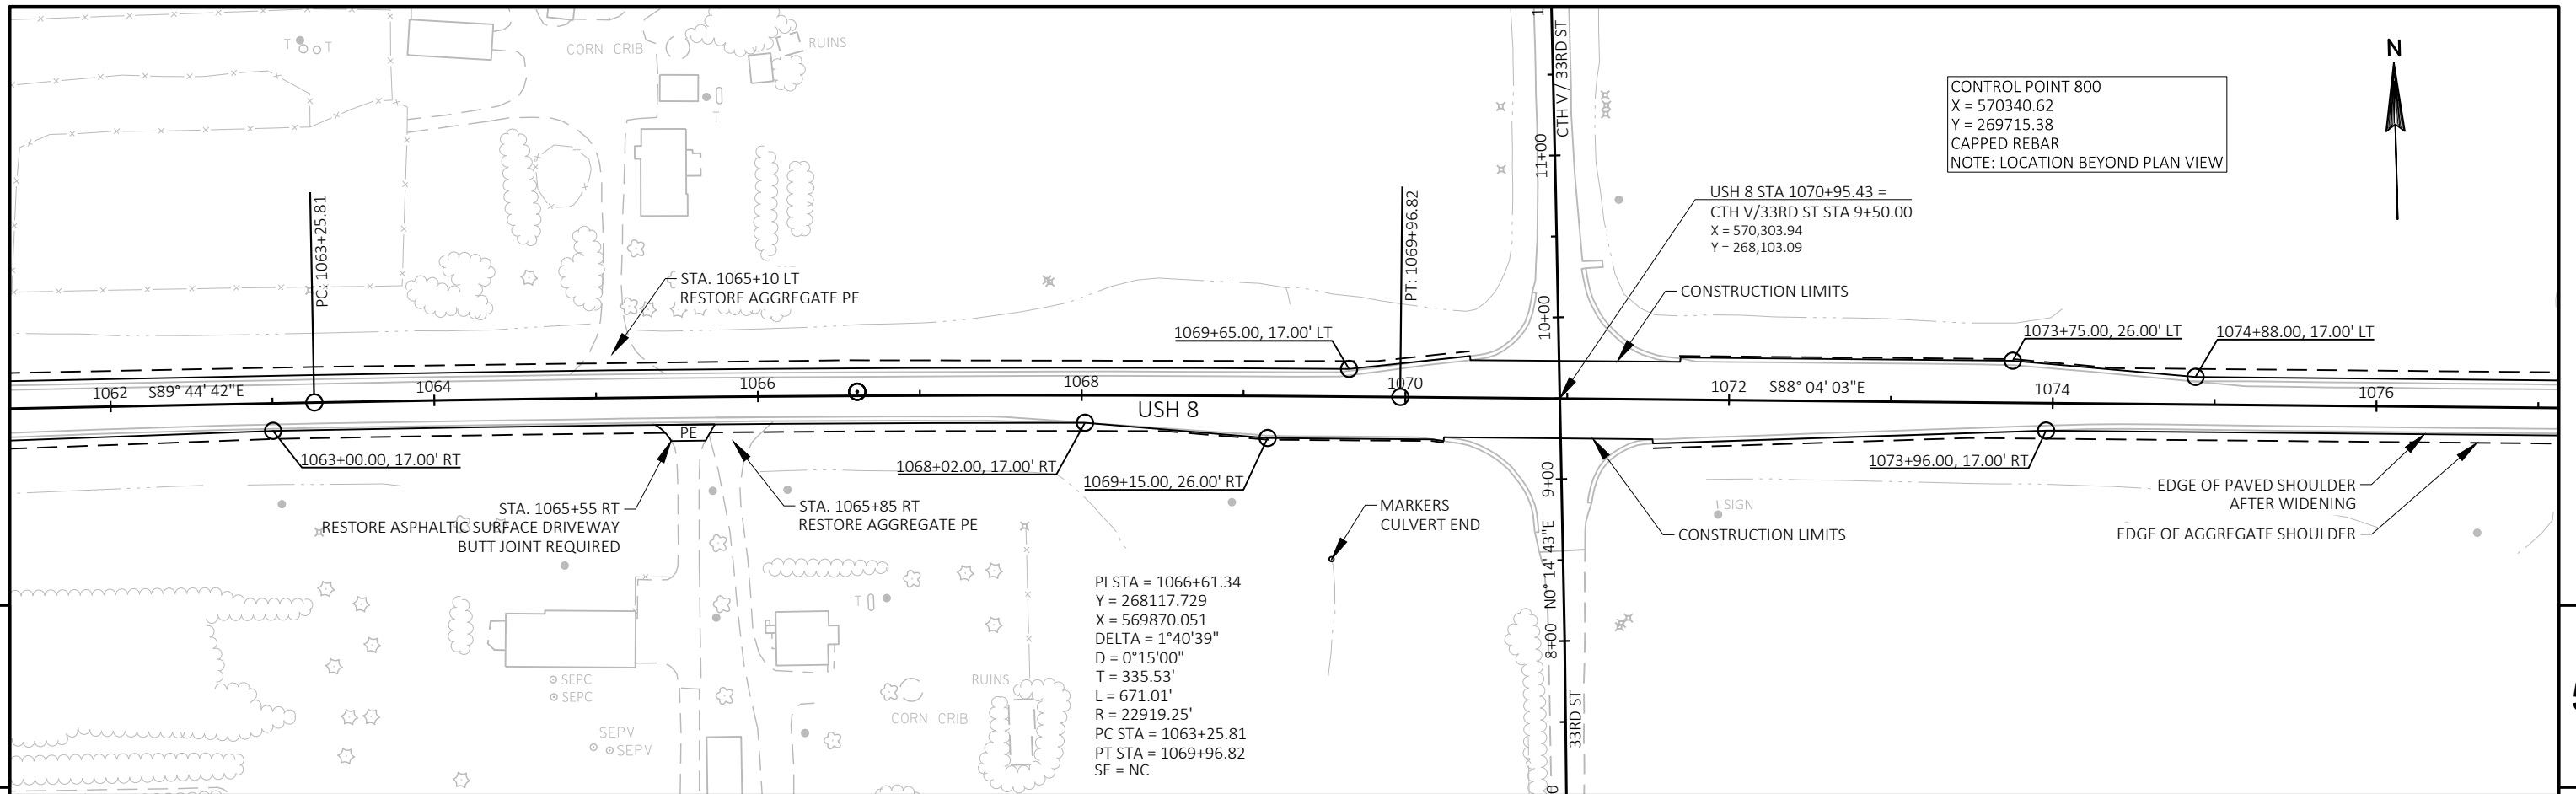 T
T
CORN CRIB
RUINS
T
CTH V / 33RD ST
11+00
10+00
N
CONTROL POINT 800
X = 570340.62
Y = 269715.38
CAPPED REBAR
NOTE: LOCATION BEYOND PLAN VIEW
USH 8 STA 1070+95.43 =
CTH V/33RD ST STA 9+50.00
X = 570,303.94
Y = 268,103.09
PC: 1063+25.81
PT: 1069+96.82
STA. 1065+10 LT
RESTORE AGGREGATE PE
CONSTRUCTION LIMITS
1069+65.00, 17.00' LT
1073+75.00, 26.00' LT
1074+88.00, 17.00' LT
1062
S89° 44' 42"E
1064
1066
1068
1070
1072
S88° 04' 03"E
1074
1076
USH 8
PE
1063+00.00, 17.00' RT
1068+02.00, 17.00' RT
1069+15.00, 26.00' RT
1073+96.00, 17.00' RT
STA. 1065+55 RT
RESTORE ASPHALTIC SURFACE DRIVEWAY
BUTT JOINT REQUIRED
STA. 1065+85 RT
RESTORE AGGREGATE PE
MARKERS
CULVERT END
9+00
N0° 14' 43"E
8+00
33RD ST
CONSTRUCTION LIMITS
SIGN
EDGE OF PAVED SHOULDER
AFTER WIDENING
EDGE OF AGGREGATE SHOULDER
PI STA = 1066+61.34
Y = 268117.729
X = 569870.051
DELTA = 1°40'39"
D = 0°15'00"
T = 335.53'
L = 671.01'
R = 22919.25'
PC STA = 1063+25.81
PT STA = 1069+96.82
SE = NC
T
SEPC
SEPC
SEPV
SEPV
RUINS
CORN CRIB